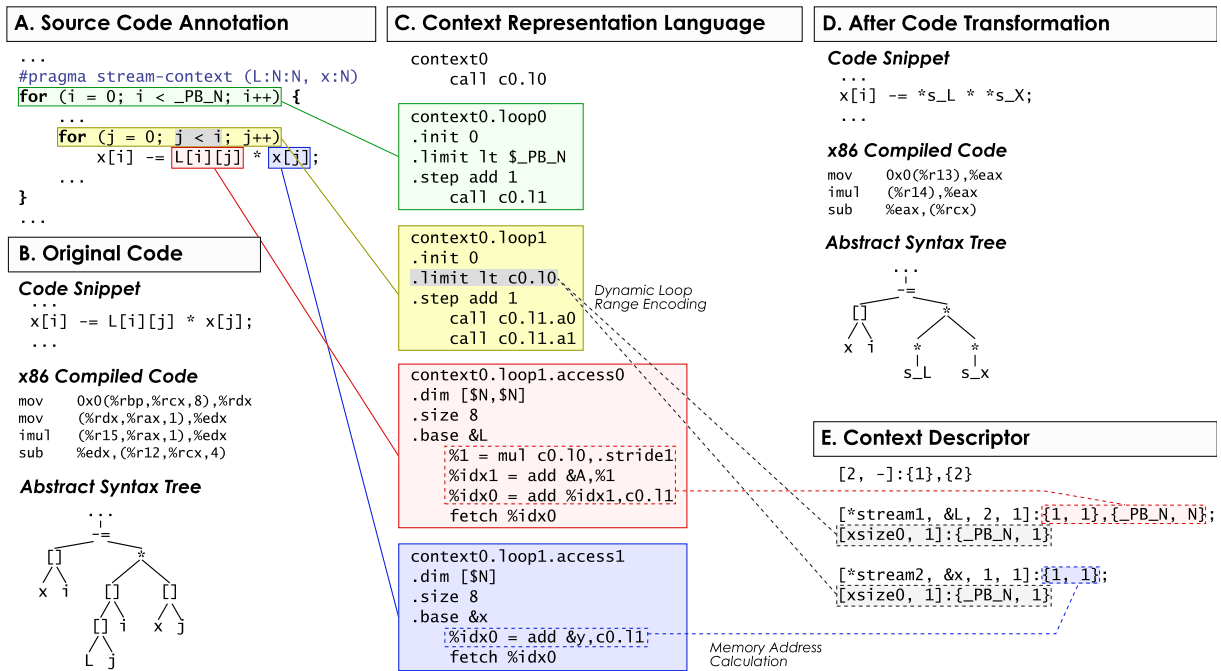 A. Source Code Annotation
...
#pragma stream-context (L:N:N, x:N)
for (i = 0; i < _PB_N; i++) {
...
for (j = 0; j < i; j++)
x[i] -= L[i][j] * x[j];
...
}
...
B. Original Code
Code Snippet
...
x[i] -= L[i][j] * x[j];
...
x86 Compiled Code
mov 0x0(%rbp,%rcx,8),%rdx
mov (%rdx,%rax,1),%edx
imul (%r15,%rax,1),%edx
sub %edx,(%r12,%rcx,4)
Abstract Syntax Tree
...
-=
[] *
x i [] []
[] i x j
L j
C. Context Representation Language
context0
call c0.l0
context0.loop0
.init 0
.limit lt $_PB_N
.step add 1
call c0.l1
context0.loop1
.init 0
.limit lt c0.l0
.step add 1
call c0.l1.a0
call c0.l1.a1
Dynamic Loop
Range Encoding
context0.loop1.access0
.dim [$N,$N]
.size 8
.base &L
%1 = mul c0.l0,.stride1
%idx1 = add &A,%1
%idx0 = add %idx1,c0.l1
fetch %idx0
context0.loop1.access1
.dim [$N]
.size 8
.base &x
%idx0 = add &y,c0.l1
fetch %idx0
Memory Address
Calculation
D. After Code Transformation
Code Snippet
...
x[i] -= *s_L * *s_X;
...
x86 Compiled Code
mov 0x0(%r13),%eax
imul (%r14),%eax
sub %eax,(%rcx)
Abstract Syntax Tree
...
-=
[] *
x i * *
s_L s_x
E. Context Descriptor
[2, -]:{1},{2}
[*stream1, &L, 2, 1]:{1, 1},{_PB_N, N};
[xsize0, 1]:{_PB_N, 1}
[*stream2, &x, 1, 1]:{1, 1};
[xsize0, 1]:{_PB_N, 1}